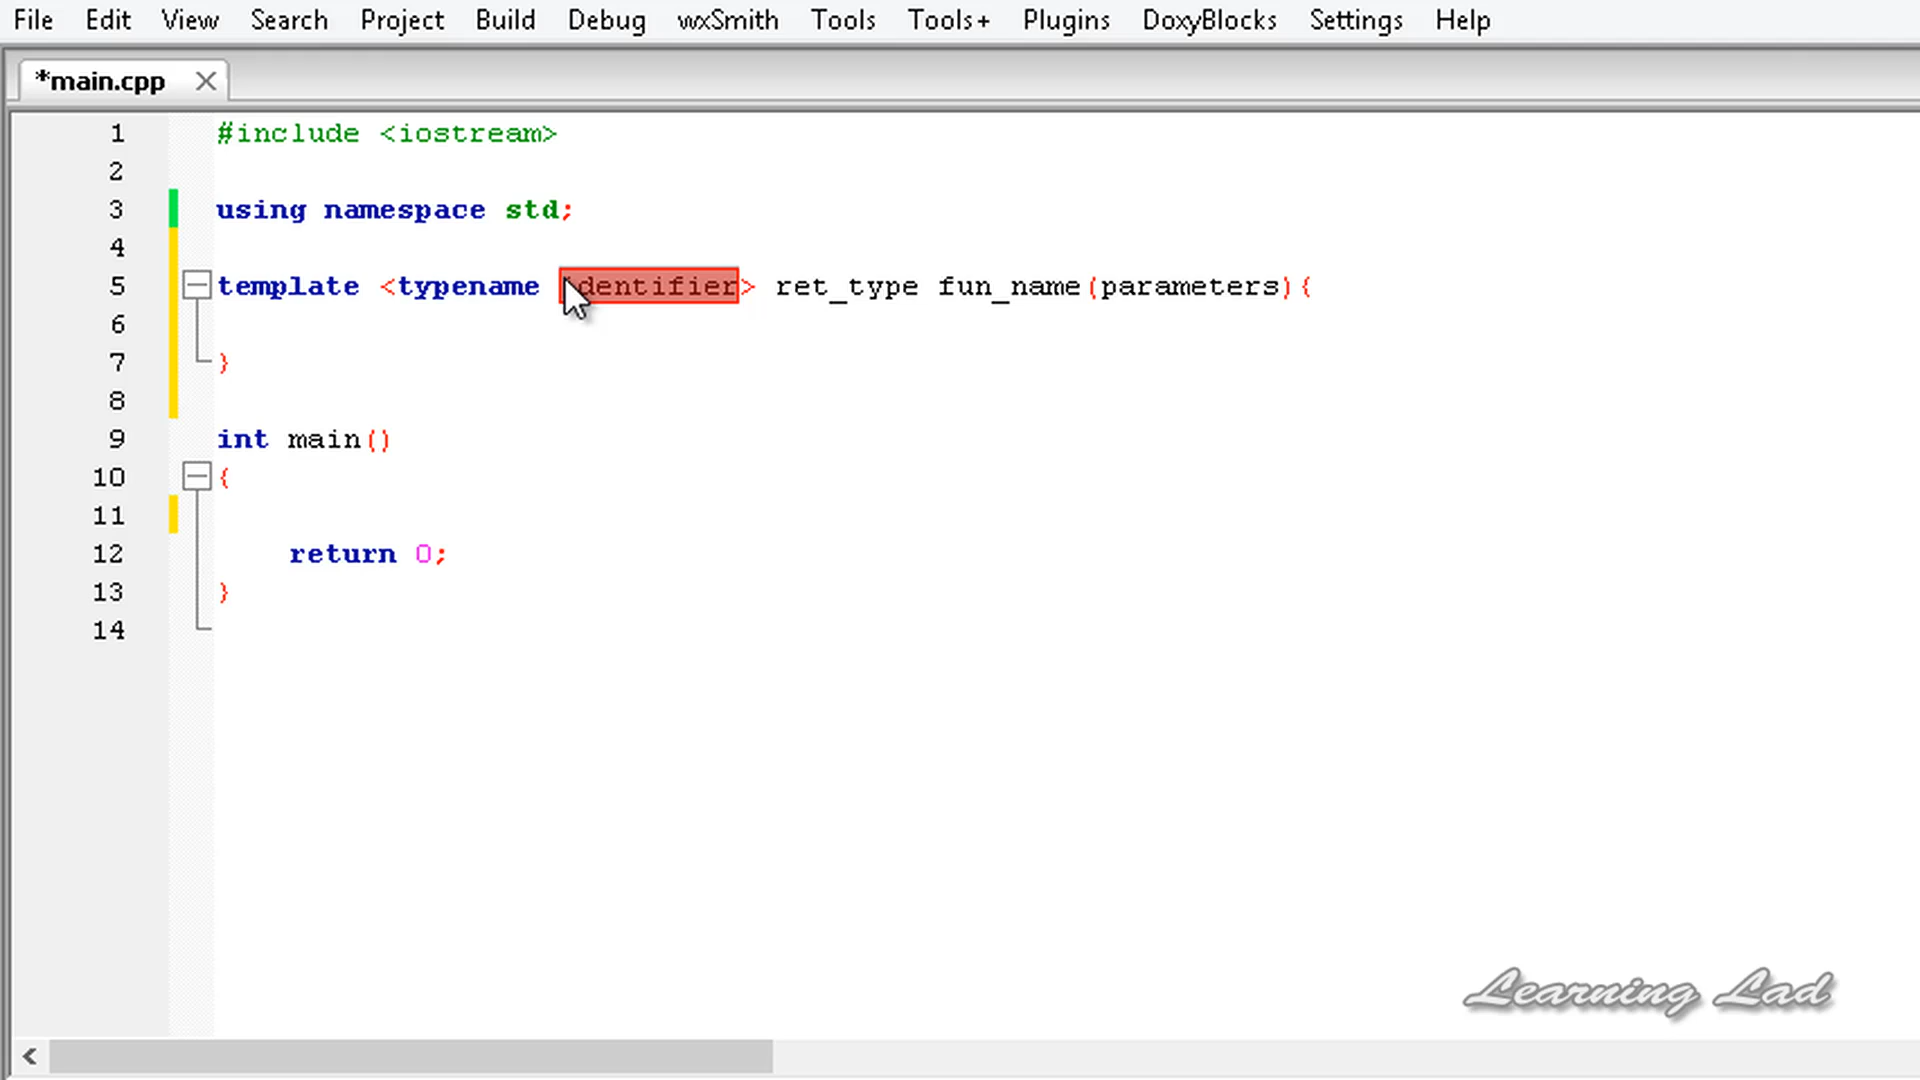 File Edit View Search Project Build Debug wxSmith Tools Tools+ Plugins DoxyBlocks Settings Help
*main.cpp
1 #include <iostream>
2
3 using namespace std;
4
5 template <typename identifier> ret_type fun_name(parameters){
6
7 }
8
9 int main()
10 {
11
12 return 0;
13 }
14
Learning Lad